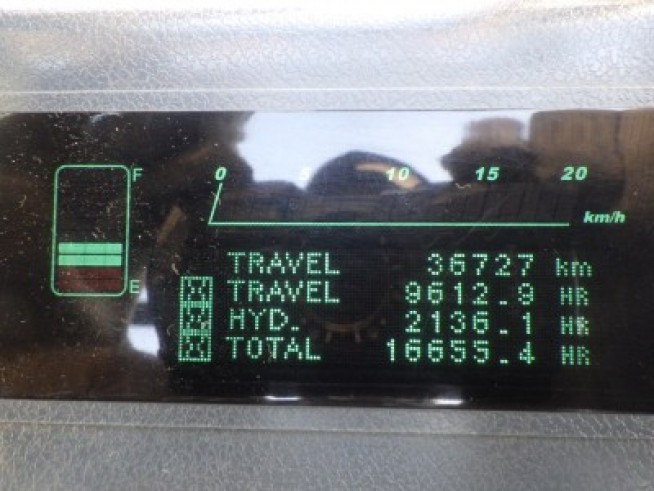 F
0 5 10 15 20
km/h
E
TRAVEL 36727 km
TRAVEL 9612.9 HR
HYD. 2136.1 HR
TOTAL 16655.4 HR